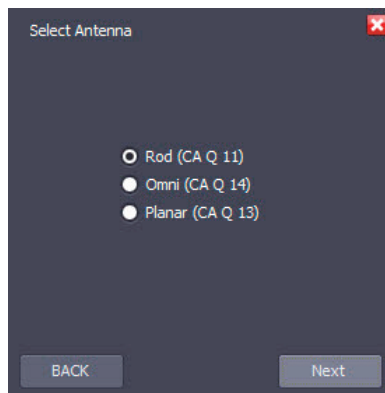 Select Antenna
Rod (CA Q 11)
Omni (CA Q 14)
Planar (CA Q 13)
BACK
Next